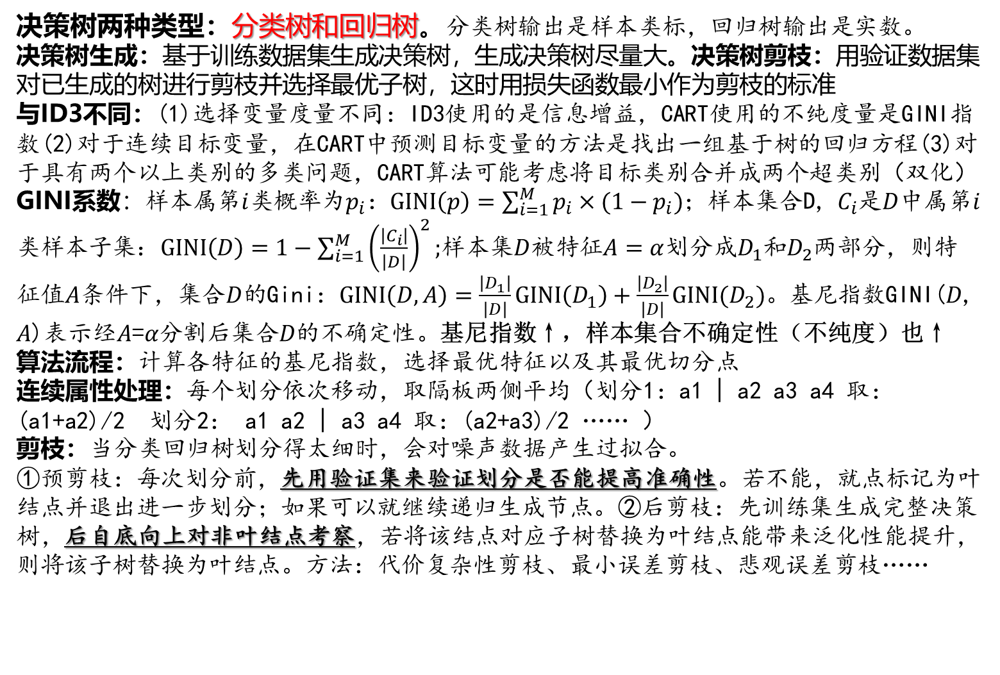 决策树两种类型：分类树和回归树。分类树输出是样本类标，回归树输出是实数。
决策树生成：基于训练数据集生成决策树，生成决策树尽量大。决策树剪枝：用验证数据集
对已生成的树进行剪枝并选择最优子树，这时用损失函数最小作为剪枝的标准
与ID3不同：(1)选择变量度量不同：ID3使用的是信息增益，CART使用的不纯度量是GINI指
数(2)对于连续目标变量，在CART中预测目标变量的方法是找出一组基于树的回归方程(3)对
于具有两个以上类别的多类问题，CART算法可能考虑将目标类别合并成两个超类别（双化）
GINI系数：样本属第𝑖类概率为𝑝ᵢ：GINI(𝑝) = ∑_{𝑖=1}^{𝑀} 𝑝ᵢ × (1 − 𝑝ᵢ)；样本集合D，𝐶ᵢ是𝐷中属第𝑖
类样本子集：GINI(𝐷) = 1 − ∑_{𝑖=1}^{𝑀} (|𝐶ᵢ|/|𝐷|)²;样本集𝐷被特征𝐴 = 𝛼划分成𝐷₁和𝐷₂两部分，则特
征值𝐴条件下，集合𝐷的Gini：GINI(𝐷, 𝐴) = |𝐷₁|/|𝐷| GINI(𝐷₁) + |𝐷₂|/|𝐷| GINI(𝐷₂)。基尼指数GINI(𝐷,
𝐴)表示经𝐴=𝛼分割后集合𝐷的不确定性。基尼指数↑，样本集合不确定性（不纯度）也↑
算法流程：计算各特征的基尼指数，选择最优特征以及其最优切分点
连续属性处理：每个划分依次移动，取隔板两侧平均（划分1：a1 | a2 a3 a4 取：
(a1+a2)/2 划分2： a1 a2 | a3 a4 取：(a2+a3)/2 …… ）
剪枝：当分类回归树划分得太细时，会对噪声数据产生过拟合。
①预剪枝：每次划分前，先用验证集来验证划分是否能提高准确性。若不能，就点标记为叶
结点并退出进一步划分；如果可以就继续递归生成节点。②后剪枝：先训练集生成完整决策
树，后自底向上对非叶结点考察，若将该结点对应子树替换为叶结点能带来泛化性能提升，
则将该子树替换为叶结点。方法：代价复杂性剪枝、最小误差剪枝、悲观误差剪枝……